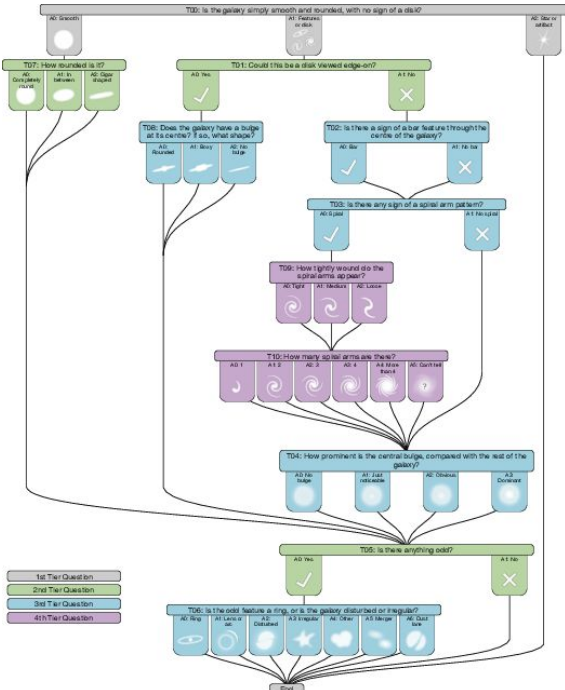 T00: Is the galaxy simply smooth and rounded, with no sign of a disk?
A0: Smooth
A1: Features
or disk
A2: Star or
artifact
T07: How rounded is it?
A0:
Completely
round
A1: In
between
A2: Cigar
shaped
T01: Could this be a disk viewed edge-on?
A0: Yes
A1: No
T08: Does the galaxy have a bulge
at its centre? If so, what shape?
A0:
Rounded
A1: Boxy
A2: No
bulge
T02: Is there a sign of a bar feature through the
centre of the galaxy?
A0: Bar
A1: No bar
T03: Is there any sign of a spiral arm pattern?
A0: Spiral
A1: No spiral
T09: How tightly wound do the
spiral arms appear?
A0: Tight
A1: Medium
A2: Loose
T10: How many spiral arms are there?
A0: 1
A1: 2
A2: 3
A3: 4
A4: More
than 4
A5: Can't tell
?
T04: How prominent is the central bulge, compared with the rest of the
galaxy?
A0: No
bulge
A1: Just
noticeable
A2: Obvious
A3:
Dominant
T05: Is there anything odd?
A0: Yes
A1: No
1st Tier Question
2nd Tier Question
3rd Tier Question
4th Tier Question
T06: Is the odd feature a ring, or is the galaxy disturbed or irregular?
A0: Ring
A1: Lens or
arc
A2:
Disturbed
A3: Irregular
A4: Other
A5: Merger
A6: Dust
lane
End